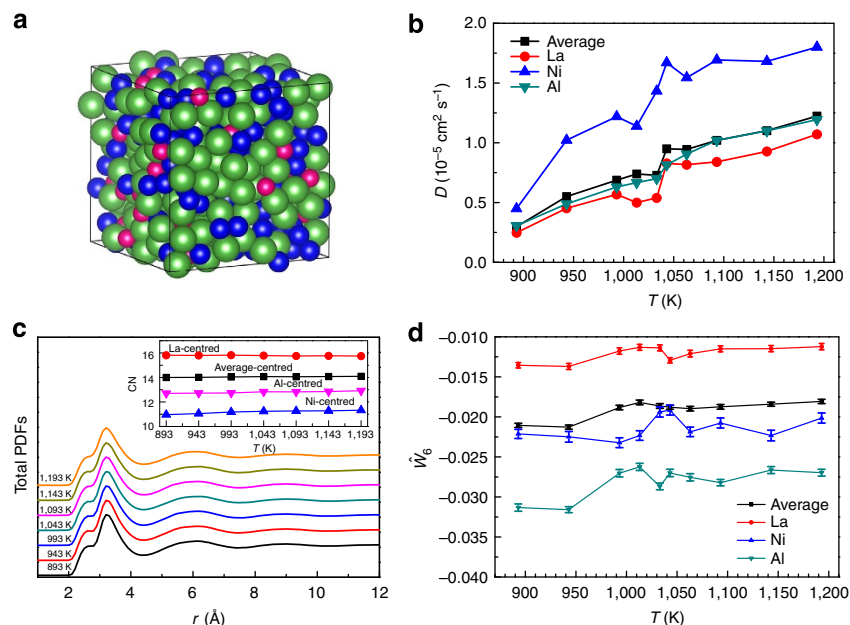 a
b
2.0
1.5
1.0
0.5
0.0
D (10⁻⁵ cm² s⁻¹)
Average
La
Ni
Al
900 950 1,000 1,050 1,100 1,150 1,200
T (K)
c
Total PDFs
La-centred
Average-centred
Al-centred
Ni-centred
CN
16
14
12
10
893 943 993 1,043 1,093 1,143 1,193
T (K)
1,193 K
1,143 K
1,093 K
1,043 K
993 K
943 K
893 K
2 4 6 8 10 12
r (Å)
d
−0.010
−0.015
−0.020
−0.025
−0.030
−0.035
−0.040
Ŵ₆
Average
La
Ni
Al
900 950 1,000 1,050 1,100 1,150 1,200
T (K)